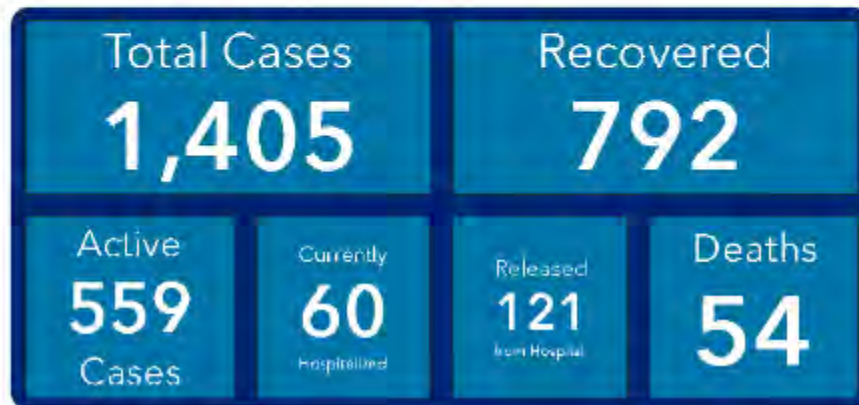 Total Cases
1,405
Recovered
792
Active
559
Cases
Currently
60
Hospitalized
Released
121
from Hospital
Deaths
54